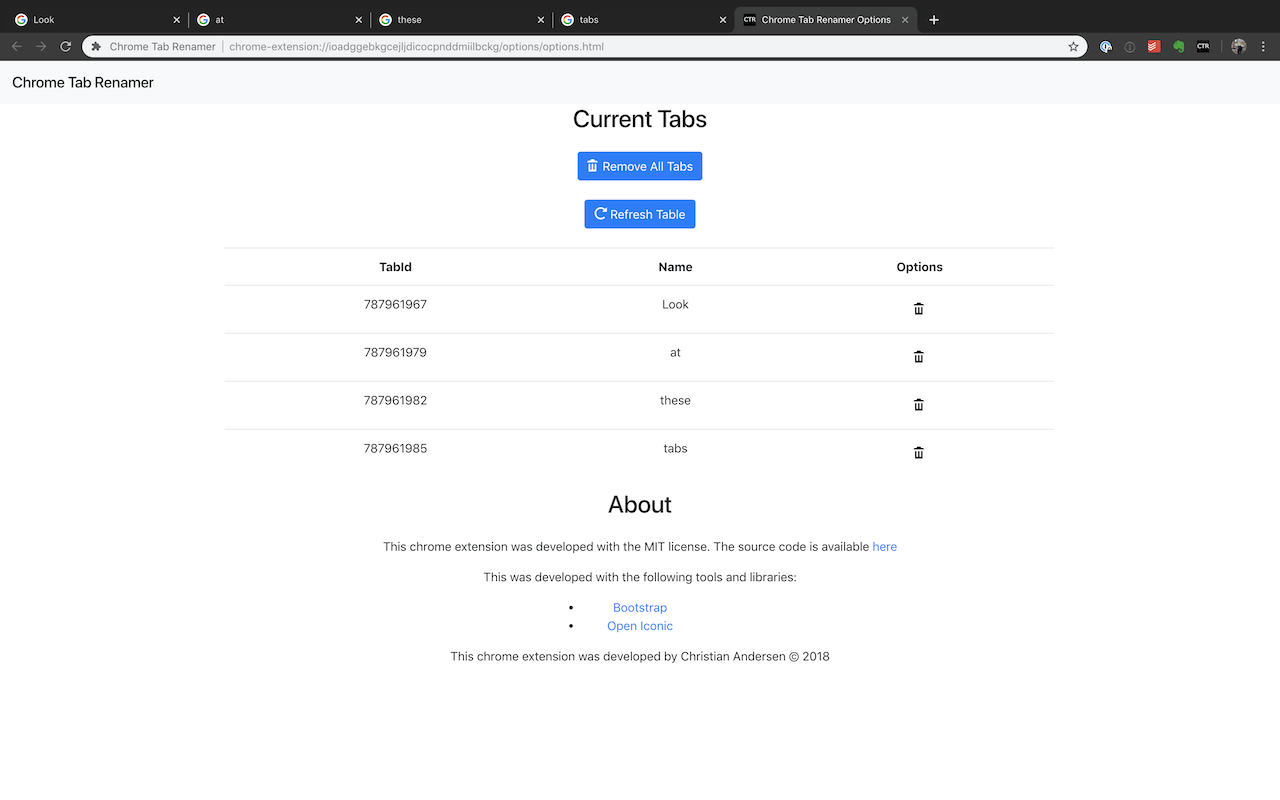 Look at these tabs Chrome Tab Renamer Options
Chrome Tab Renamer chrome-extension://ioadggebkgcejljdicocpnddmiilbckg/options/options.html CTR
Chrome Tab Renamer
Current Tabs
Remove All Tabs
Refresh Table
TabId Name Options
787961967 Look
787961979 at
787961982 these
787961985 tabs
About
This chrome extension was developed with the MIT license. The source code is available here
This was developed with the following tools and libraries:
• Bootstrap
• Open Iconic
This chrome extension was developed by Christian Andersen © 2018